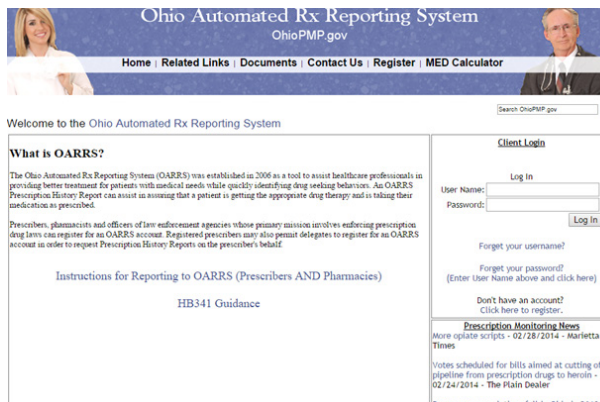 Ohio Automated Rx Reporting System
OhioPMP.gov
Home | Related Links | Documents | Contact Us | Register | MED Calculator
Search OhioPMP.gov
Welcome to the Ohio Automated Rx Reporting System
What is OARRS?
The Ohio Automated Rx Reporting System (OARRS) was established in 2006 as a tool to assist healthcare professionals in
providing better treatment for patients with medical needs while quickly identifying drug seeking behaviors. An OARRS
Prescription History Report can assist in assuring that a patient is getting the appropriate drug therapy and is taking their
medication as prescribed.
Prescribers, pharmacists and officers of law enforcement agencies whose primary mission involves enforcing prescription
drug laws can register for an OARRS account. Registered prescribers may also permit delegates to register for an OARRS
account in order to request Prescription History Reports on the prescriber's behalf.
Instructions for Reporting to OARRS (Prescribers AND Pharmacies)
HB341 Guidance
Client Login
Log In
User Name:
Password:
Log In
Forget your username?
Forget your password?
(Enter User Name above and click here)
Don't have an account?
Click here to register.
Prescription Monitoring News
More opiate scripts - 02/28/2014 - Marietta
Times
Votes scheduled for bills aimed at cutting of
pipeline from prescription drugs to heroin -
02/24/2014 - The Plain Dealer